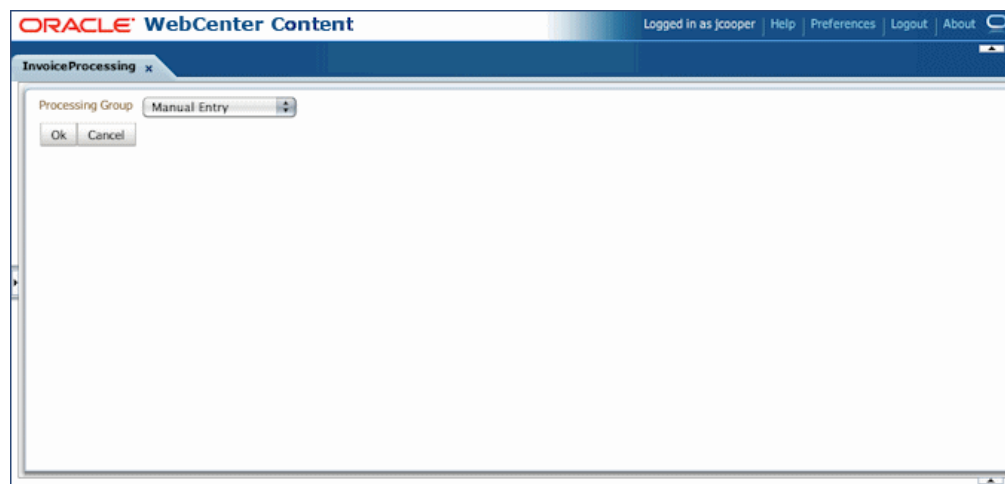 ORACLE WebCenter Content
Logged in as jcooper | Help | Preferences | Logout | About
InvoiceProcessing x
Processing Group Manual Entry
Ok Cancel